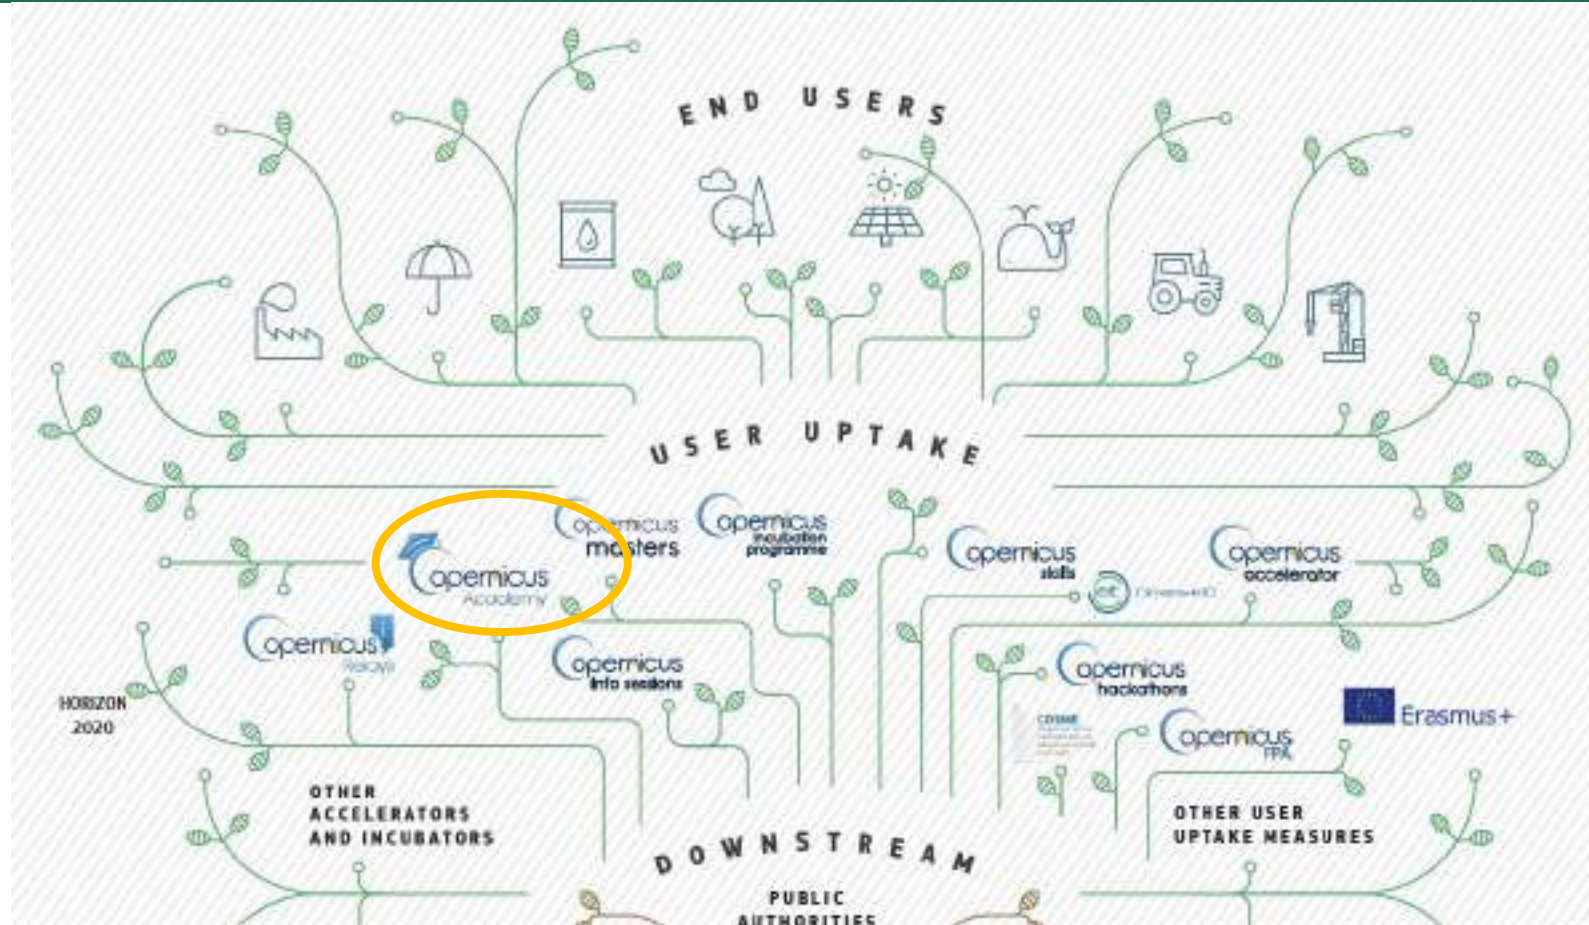 END USERS
USER UPTAKE
Copernicus
masters
Copernicus
incubation
programme
Copernicus
Academy
Copernicus
skills
Copernicus
accelerator
Copernicus
Relays
Copernicus
info sessions
Copernicus
hackathons
HORIZON
2020
COSME
Copernicus
FPA
Erasmus+
OTHER
ACCELERATORS
AND INCUBATORS
OTHER USER
UPTAKE MEASURES
DOWNSTREAM
PUBLIC
AUTHORITIES